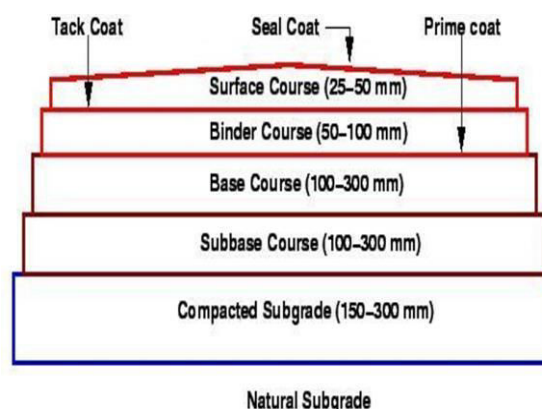 Tack Coat Seal Coat Prime coat
Surface Course (25–50 mm)
Binder Course (50–100 mm)
Base Course (100–300 mm)
Subbase Course (100–300 mm)
Compacted Subgrade (150–300 mm)
Natural Subgrade